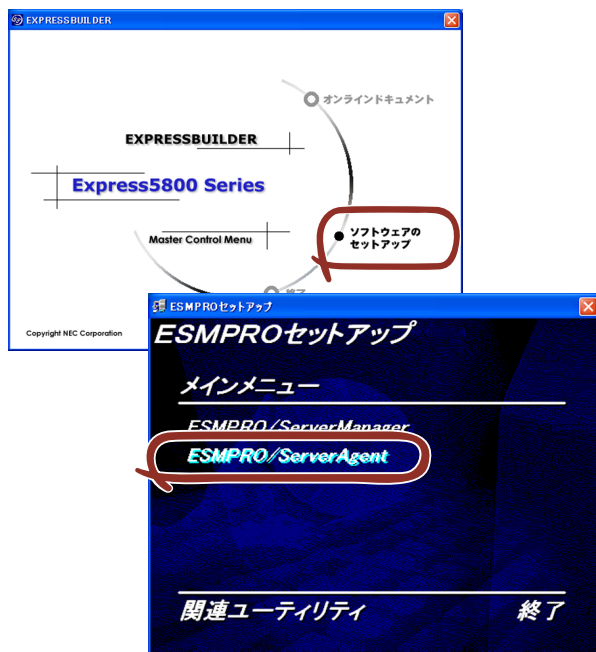 EXPRESSBUILDER
オンラインドキュメント
EXPRESSBUILDER
Express5800 Series
Master Control Menu
ソフトウェアの
セットアップ
終了
Copyright NEC Corporation
ESMPROセットアップ
ESMPROセットアップ
メインメニュー
ESMPRO/ServerManager
ESMPRO/ServerAgent
関連ユーティリティ
終了